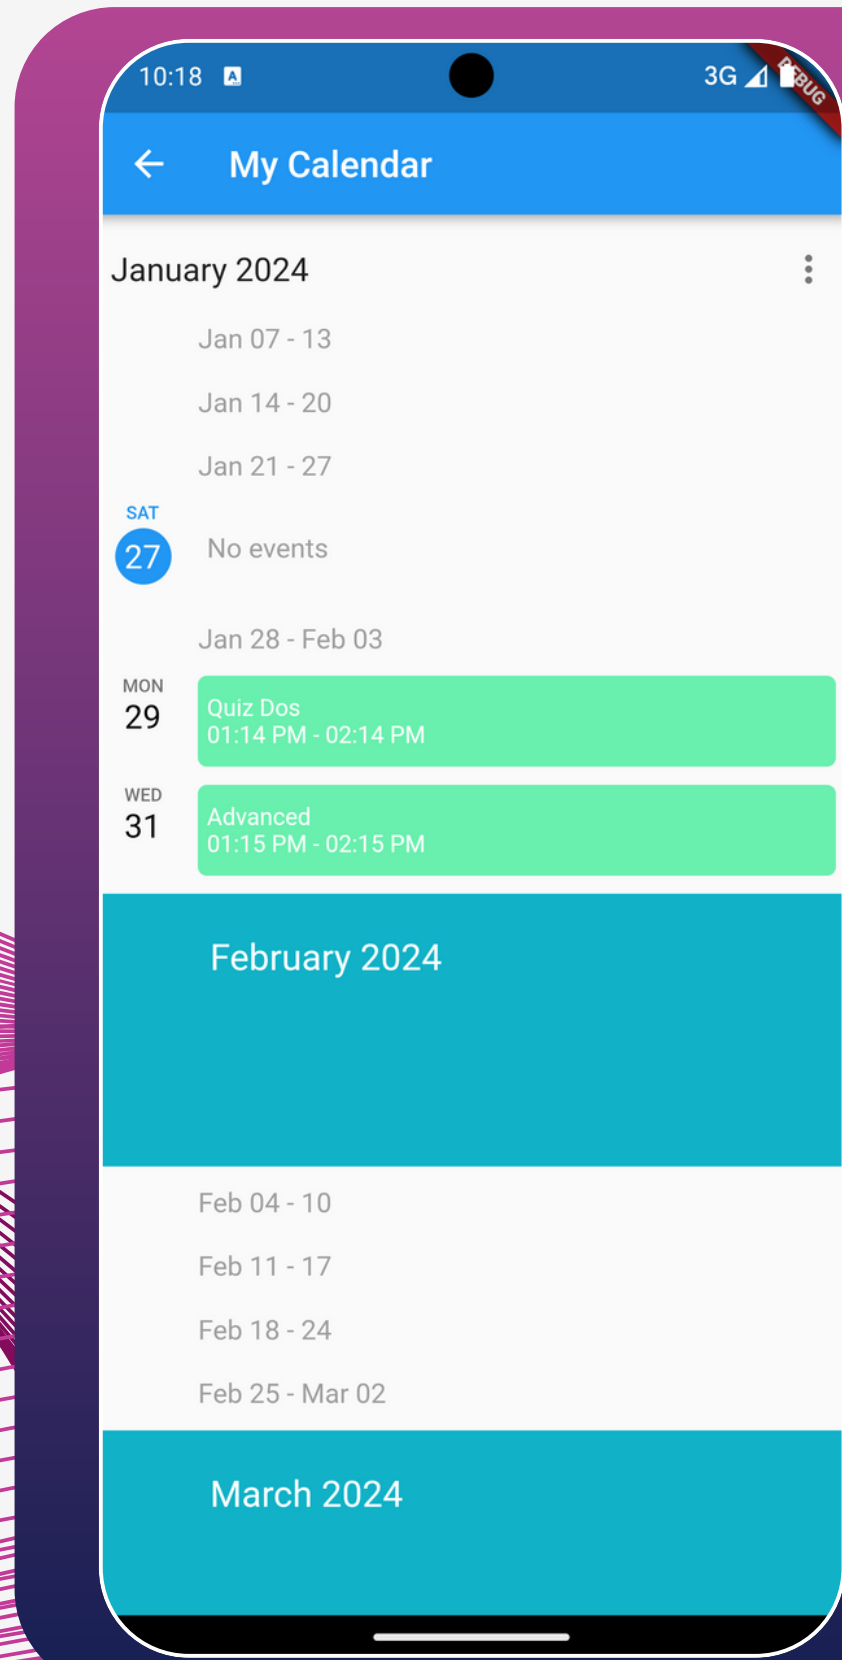 10:18 A 3G
DEBUG
My Calendar
January 2024
Jan 07 - 13
Jan 14 - 20
Jan 21 - 27
SAT
27 No events
Jan 28 - Feb 03
MON
29
Quiz Dos
01:14 PM - 02:14 PM
WED
31
Advanced
01:15 PM - 02:15 PM
February 2024
Feb 04 - 10
Feb 11 - 17
Feb 18 - 24
Feb 25 - Mar 02
March 2024